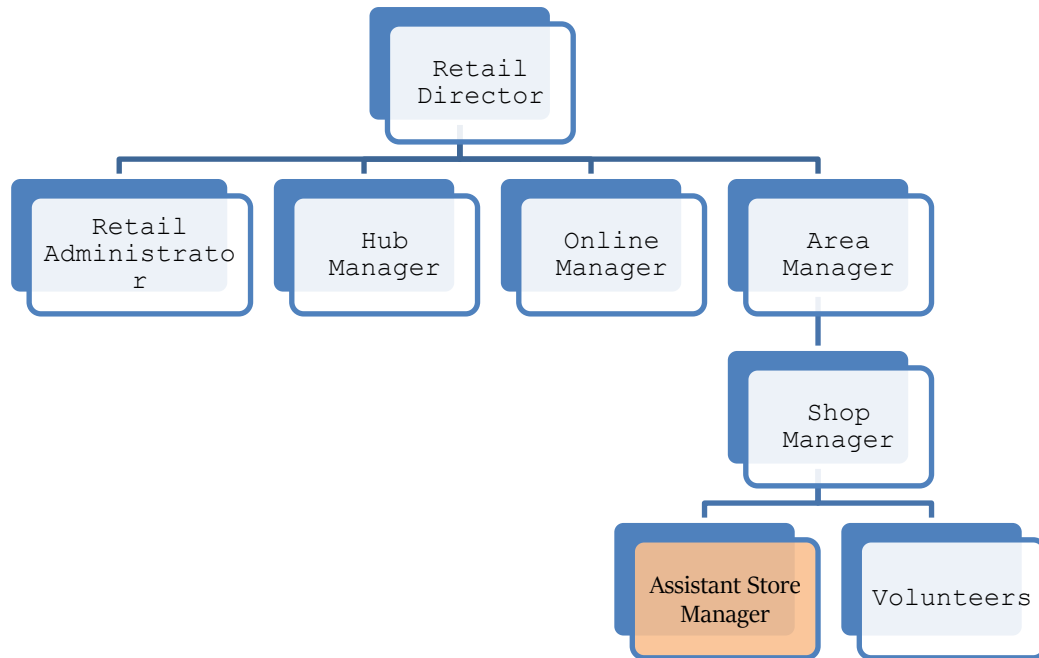 Retail
Director
Retail
Administrato
r
Hub
Manager
Online
Manager
Area
Manager
Shop
Manager
Assistant Store
Manager
Volunteers